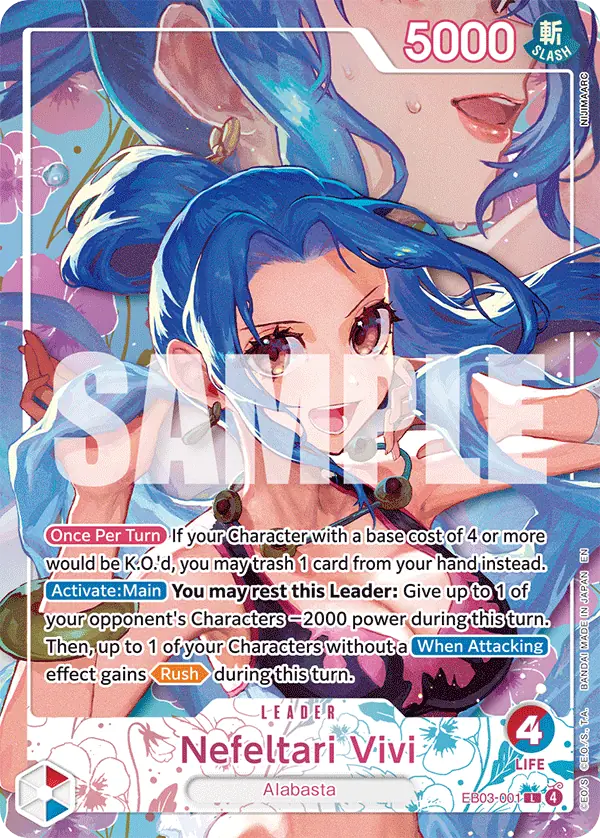 5000
斬
SLASH
NIJIMAARC
SAMPLE
Once Per Turn If your Character with a base cost of 4 or more
would be K.O.'d, you may trash 1 card from your hand instead.
Activate:Main You may rest this Leader: Give up to 1 of
your opponent's Characters −2000 power during this turn.
Then, up to 1 of your Characters without a When Attacking
effect gains Rush during this turn.
LEADER
Nefeltari Vivi
Alabasta
4
LIFE
EB03-001 L 4
©E.O./S., T.A. BANDAI MADE IN JAPAN EN